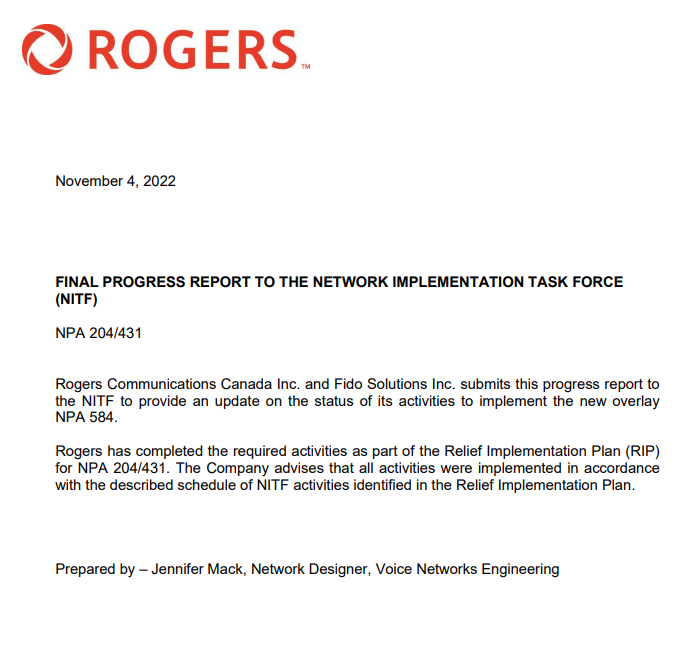 ROGERS™
November 4, 2022
FINAL PROGRESS REPORT TO THE NETWORK IMPLEMENTATION TASK FORCE
(NITF)
NPA 204/431
Rogers Communications Canada Inc. and Fido Solutions Inc. submits this progress report to
the NITF to provide an update on the status of its activities to implement the new overlay
NPA 584.
Rogers has completed the required activities as part of the Relief Implementation Plan (RIP)
for NPA 204/431. The Company advises that all activities were implemented in accordance
with the described schedule of NITF activities identified in the Relief Implementation Plan.
Prepared by – Jennifer Mack, Network Designer, Voice Networks Engineering